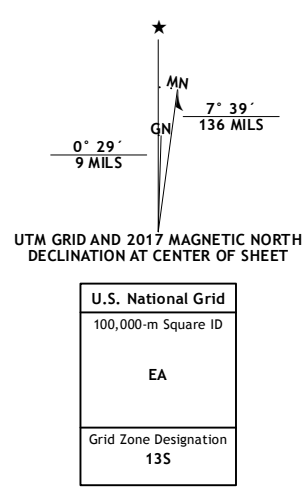 ★
MN
7° 39´
136 MILS
GN
0° 29´
9 MILS
UTM GRID AND 2017 MAGNETIC NORTH
DECLINATION AT CENTER OF SHEET
U.S. National Grid
100,000-m Square ID
EA
Grid Zone Designation
13S